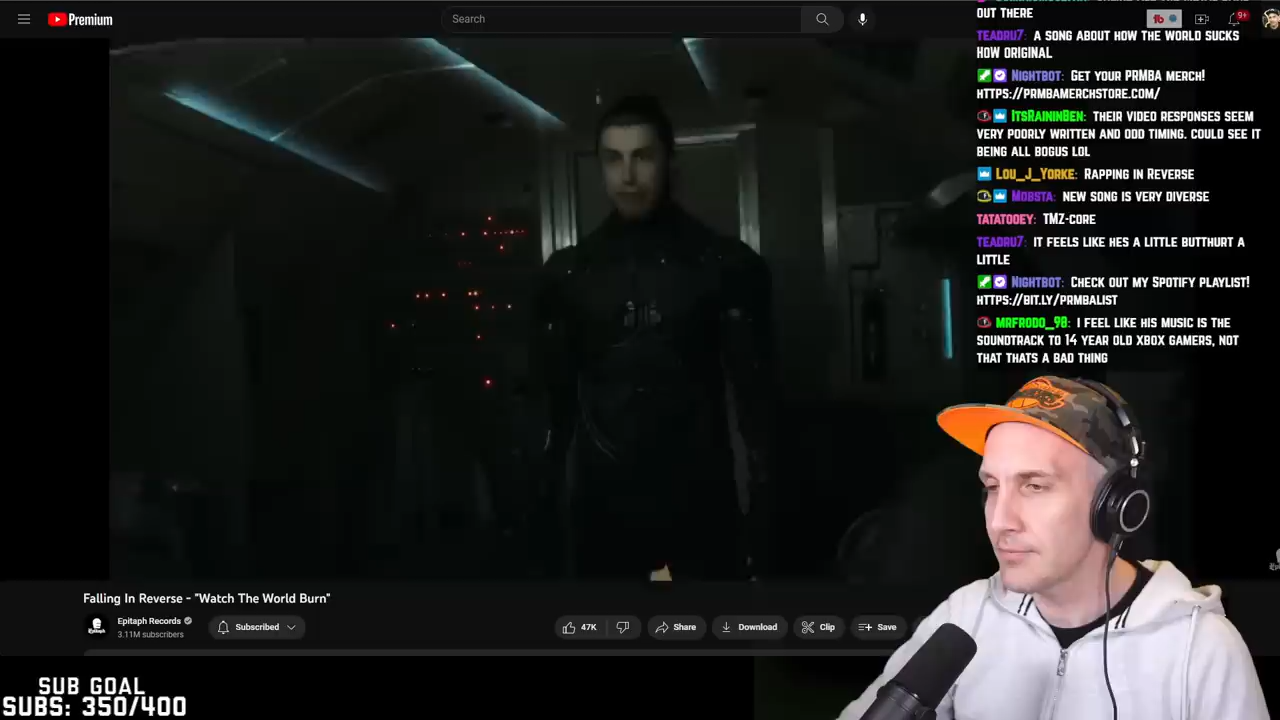 Premium
Search
9+
OUT THERE
TEADRU7: A SONG ABOUT HOW THE WORLD SUCKS
HOW ORIGINAL
NIGHTBOT: GET YOUR PRMBA MERCH!
HTTPS://PRMBAMERCHSTORE.COM/
ITSRAININBEN: THEIR VIDEO RESPONSES SEEM
VERY POORLY WRITTEN AND ODD TIMING. COULD SEE IT
BEING ALL BOGUS LOL
LOU_J_YORKE: RAPPING IN REVERSE
MOBSTA: NEW SONG IS VERY DIVERSE
TATATOOEY: TMZ-CORE
TEADRU7: IT FEELS LIKE HES A LITTLE BUTTHURT A
LITTLE
NIGHTBOT: CHECK OUT MY SPOTIFY PLAYLIST!
HTTPS://BIT.LY/PRMBALIST
MRFRODO_90: I FEEL LIKE HIS MUSIC IS THE
SOUNDTRACK TO 14 YEAR OLD XBOX GAMERS, NOT
THAT THATS A BAD THING
Falling In Reverse - "Watch The World Burn"
Epitaph Records
3.11M subscribers
Subscribed
47K
Share
Download
Clip
Save
SUB GOAL
SUBS: 350/400